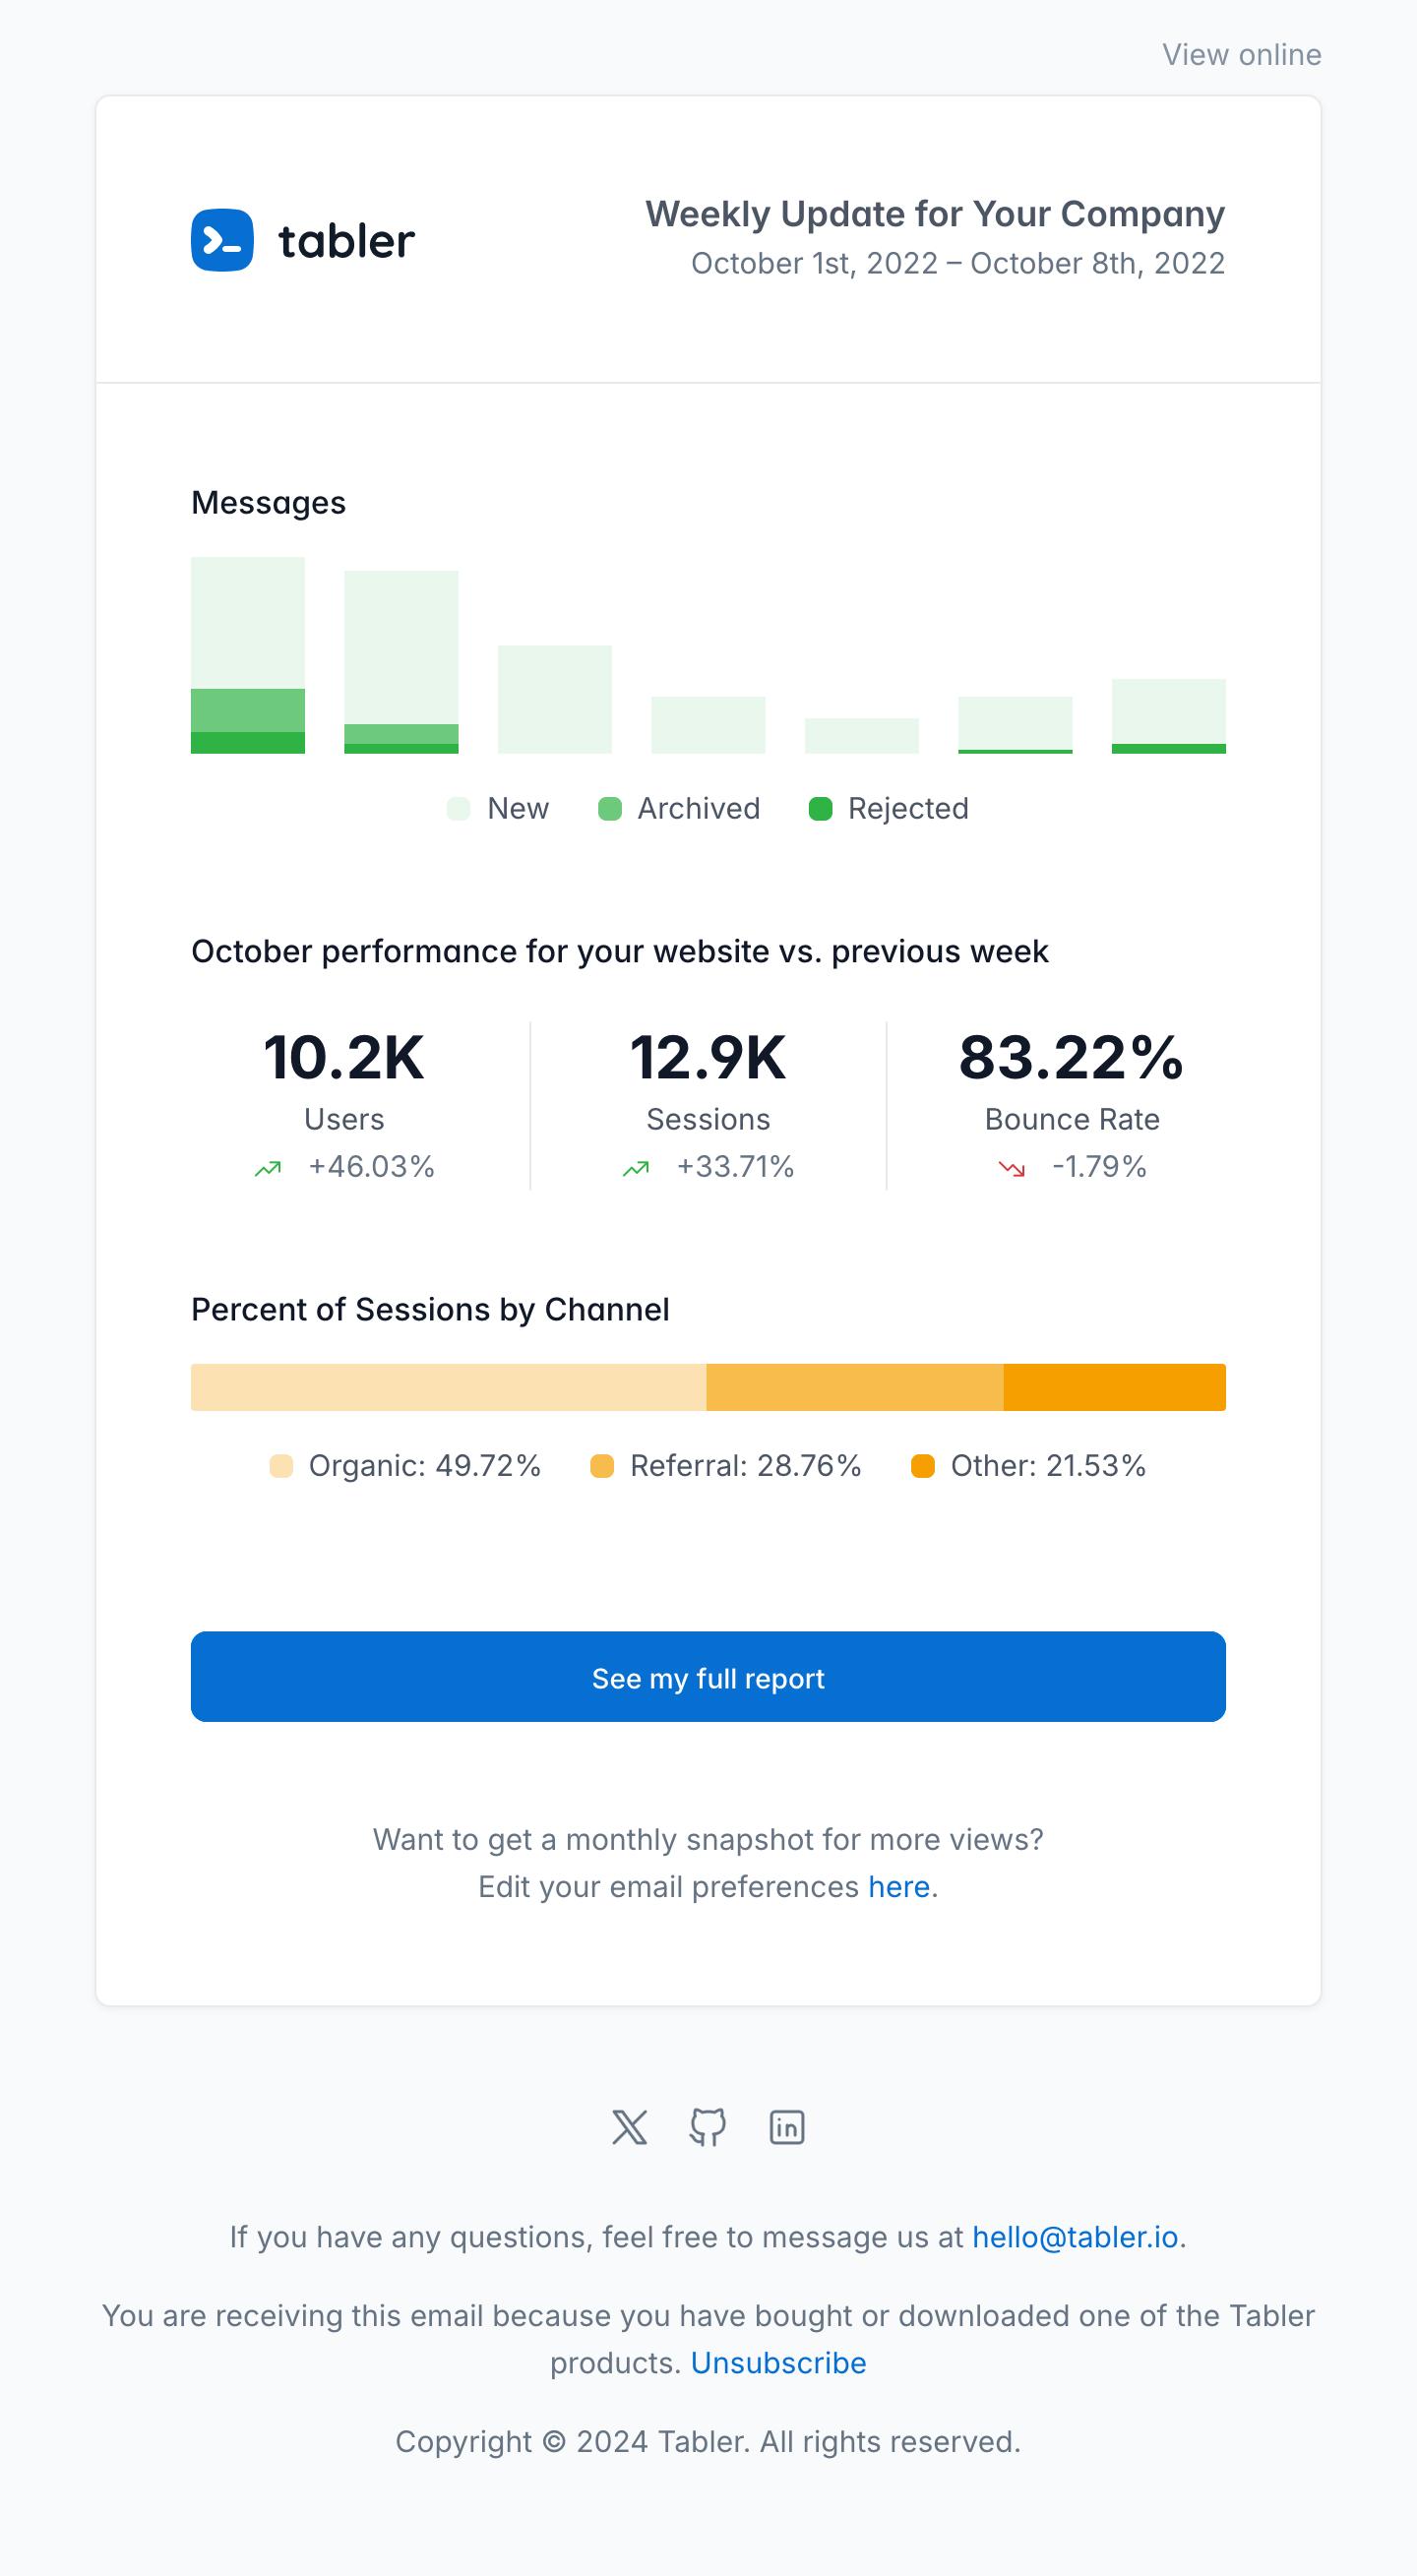 View online
tabler
Weekly Update for Your Company
October 1st, 2022 – October 8th, 2022
Messages
New Archived Rejected
October performance for your website vs. previous week
10.2K 12.9K 83.22%
Users Sessions Bounce Rate
+46.03% +33.71% -1.79%
Percent of Sessions by Channel
Organic: 49.72% Referral: 28.76% Other: 21.53%
See my full report
Want to get a monthly snapshot for more views?
Edit your email preferences here.
If you have any questions, feel free to message us at hello@tabler.io.
You are receiving this email because you have bought or downloaded one of the Tabler
products. Unsubscribe
Copyright © 2024 Tabler. All rights reserved.